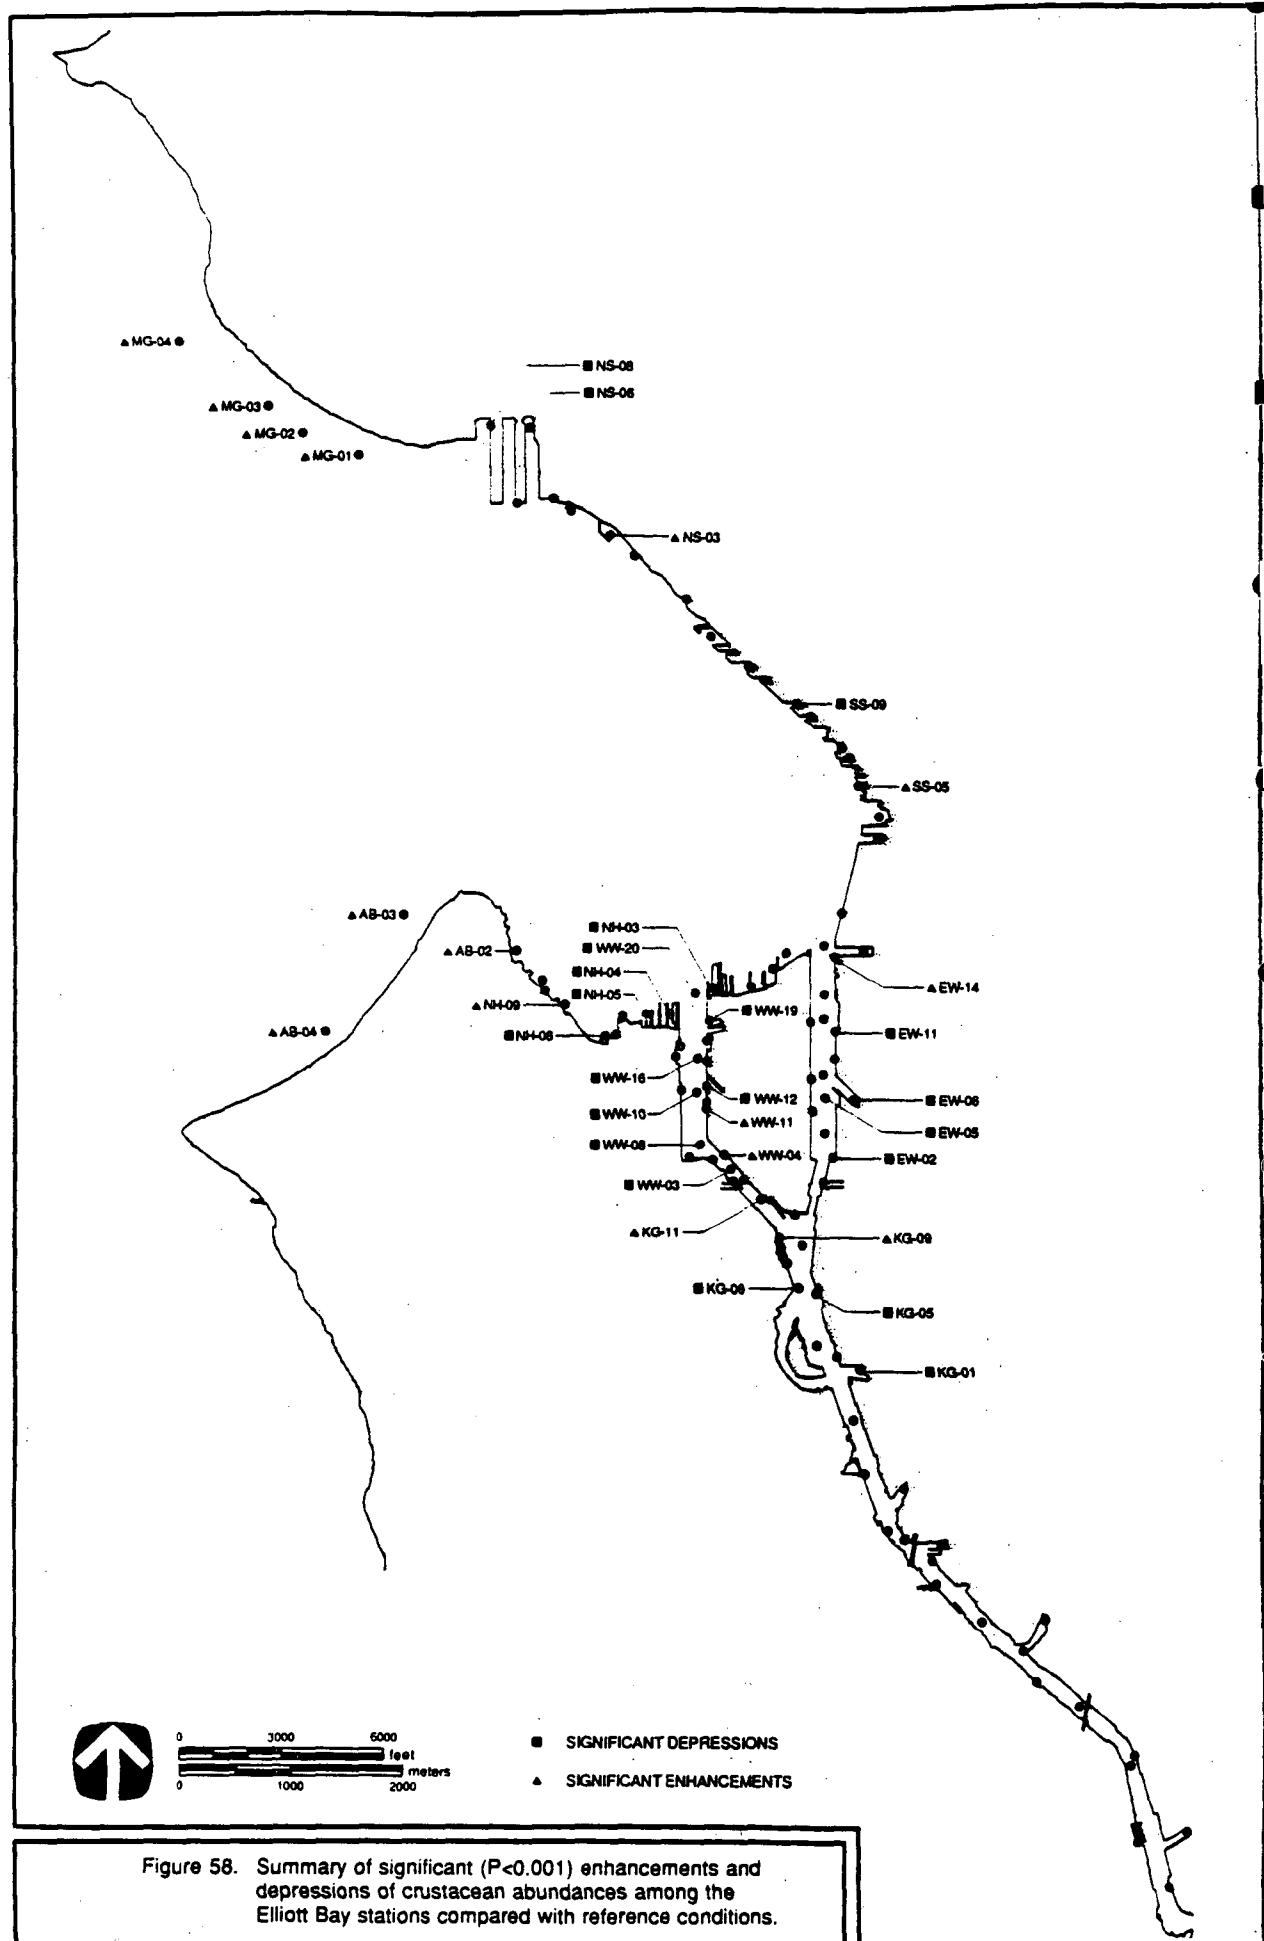 ▲ MG-04
■ NS-08
■ NS-06
▲ MG-03
▲ MG-02
▲ MG-01
▲ NS-03
■ SS-09
▲ SS-05
▲ AB-03
■ NH-03
▲ AB-02
■ WW-20
■ NH-04
▲ EW-14
■ NH-05
▲ NH-09
■ WW-19
▲ AB-04
■ NH-06
■ EW-11
■ WW-16
■ WW-12
■ EW-06
■ WW-10
▲ WW-11
■ EW-05
■ WW-08
▲ WW-04
■ EW-02
■ WW-03
▲ KG-11
▲ KG-09
■ KG-06
■ KG-05
■ KG-01
0 3000 6000
feet
meters
0 1000 2000
■ SIGNIFICANT DEPRESSIONS
▲ SIGNIFICANT ENHANCEMENTS
Figure 58. Summary of significant (P<0.001) enhancements and
depressions of crustacean abundances among the
Elliott Bay stations compared with reference conditions.